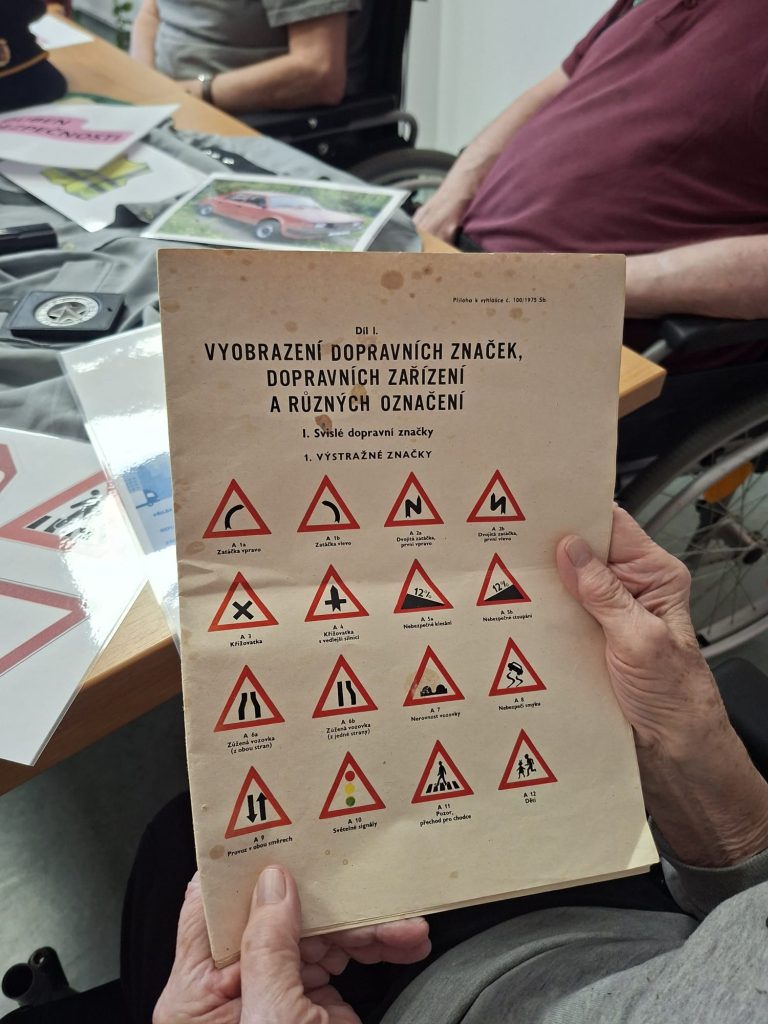 Příloha k vyhlášce č. 100/1975 Sb.
Díl I.
VYOBRAZENÍ DOPRAVNÍCH ZNAČEK,
DOPRAVNÍCH ZAŘÍZENÍ
A RŮZNÝCH OZNAČENÍ
I. Svislé dopravní značky
1. VÝSTRAŽNÉ ZNAČKY
A 1a
Zatáčka vpravo
A 1b
Zatáčka vlevo
A 2a
Dvojitá zatáčka,
první vpravo
A 2b
Dvojitá zatáčka,
první vlevo
A 3
Křižovatka
A 4
Křižovatka
s vedlejší silnicí
12%
A 5a
Nebezpečné klesání
12%
A 5b
Nebezpečné stoupání
A 6a
Zúžená vozovka
(z obou stran)
A 6b
Zúžená vozovka
(z jedné strany)
A 7
Nerovnost vozovky
A 8
Nebezpečí smyku
A 9
Provoz v obou směrech
A 10
Světelné signály
A 11
Pozor,
přechod pro chodce
A 12
Děti